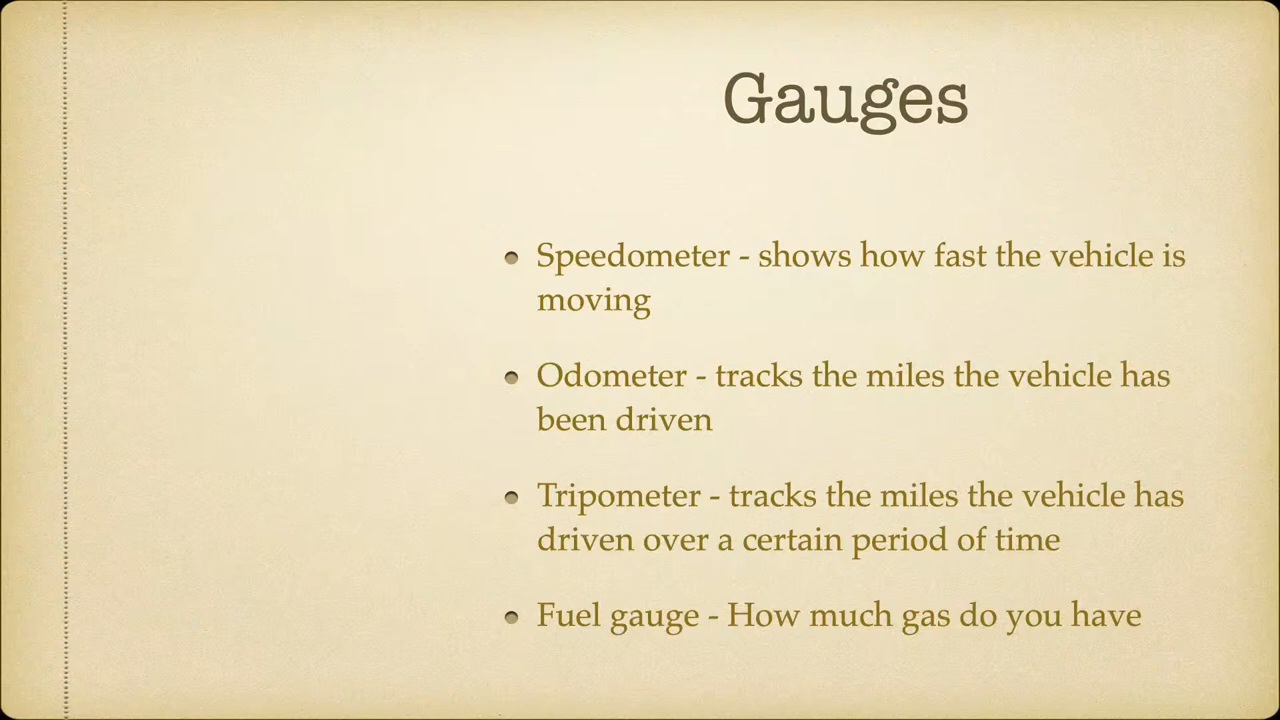 Gauges
• Speedometer - shows how fast the vehicle is
moving
• Odometer - tracks the miles the vehicle has
been driven
• Tripometer - tracks the miles the vehicle has
driven over a certain period of time
• Fuel gauge - How much gas do you have